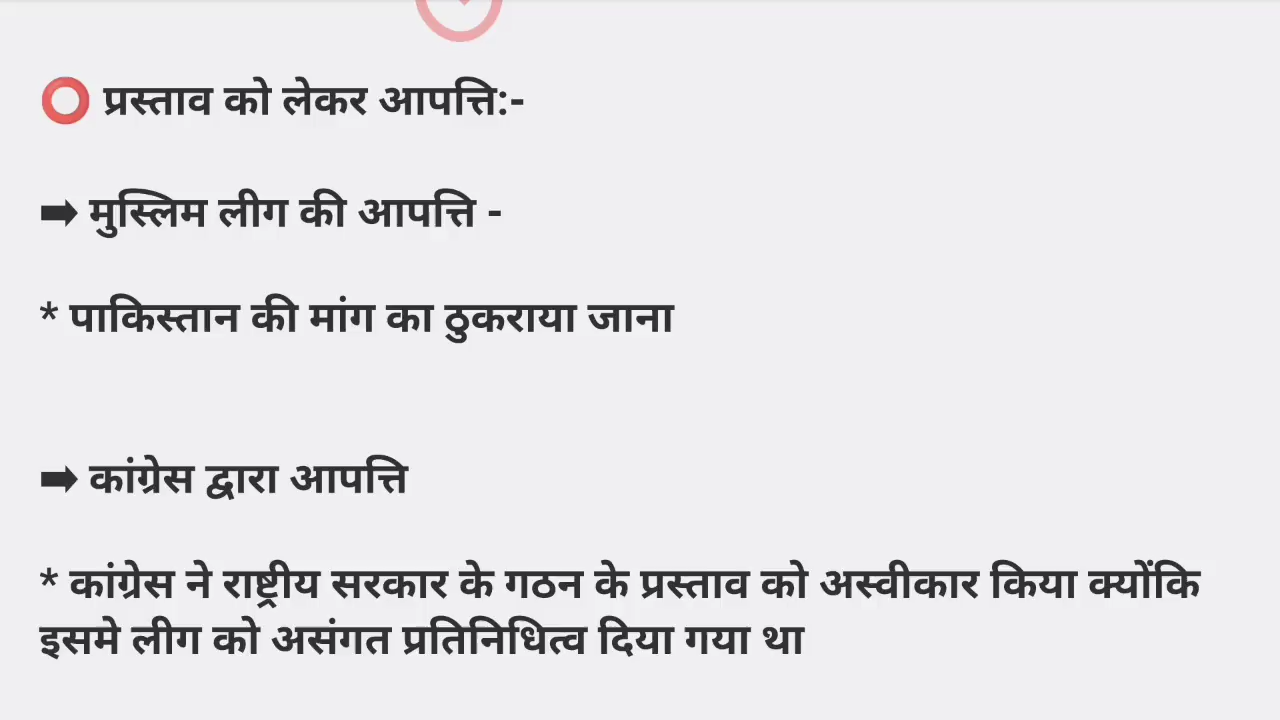 ⭕ प्रस्ताव को लेकर आपत्ति:-
➡ मुस्लिम लीग की आपत्ति -
* पाकिस्तान की मांग का ठुकराया जाना
➡ कांग्रेस द्वारा आपत्ति
* कांग्रेस ने राष्ट्रीय सरकार के गठन के प्रस्ताव को अस्वीकार किया क्योंकि
इसमे लीग को असंगत प्रतिनिधित्व दिया गया था